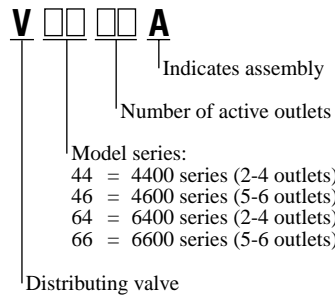 V □□ □□ A
Indicates assembly
Number of active outlets
Model series:
44 = 4400 series (2-4 outlets)
46 = 4600 series (5-6 outlets)
64 = 6400 series (2-4 outlets)
66 = 6600 series (5-6 outlets)
Distributing valve